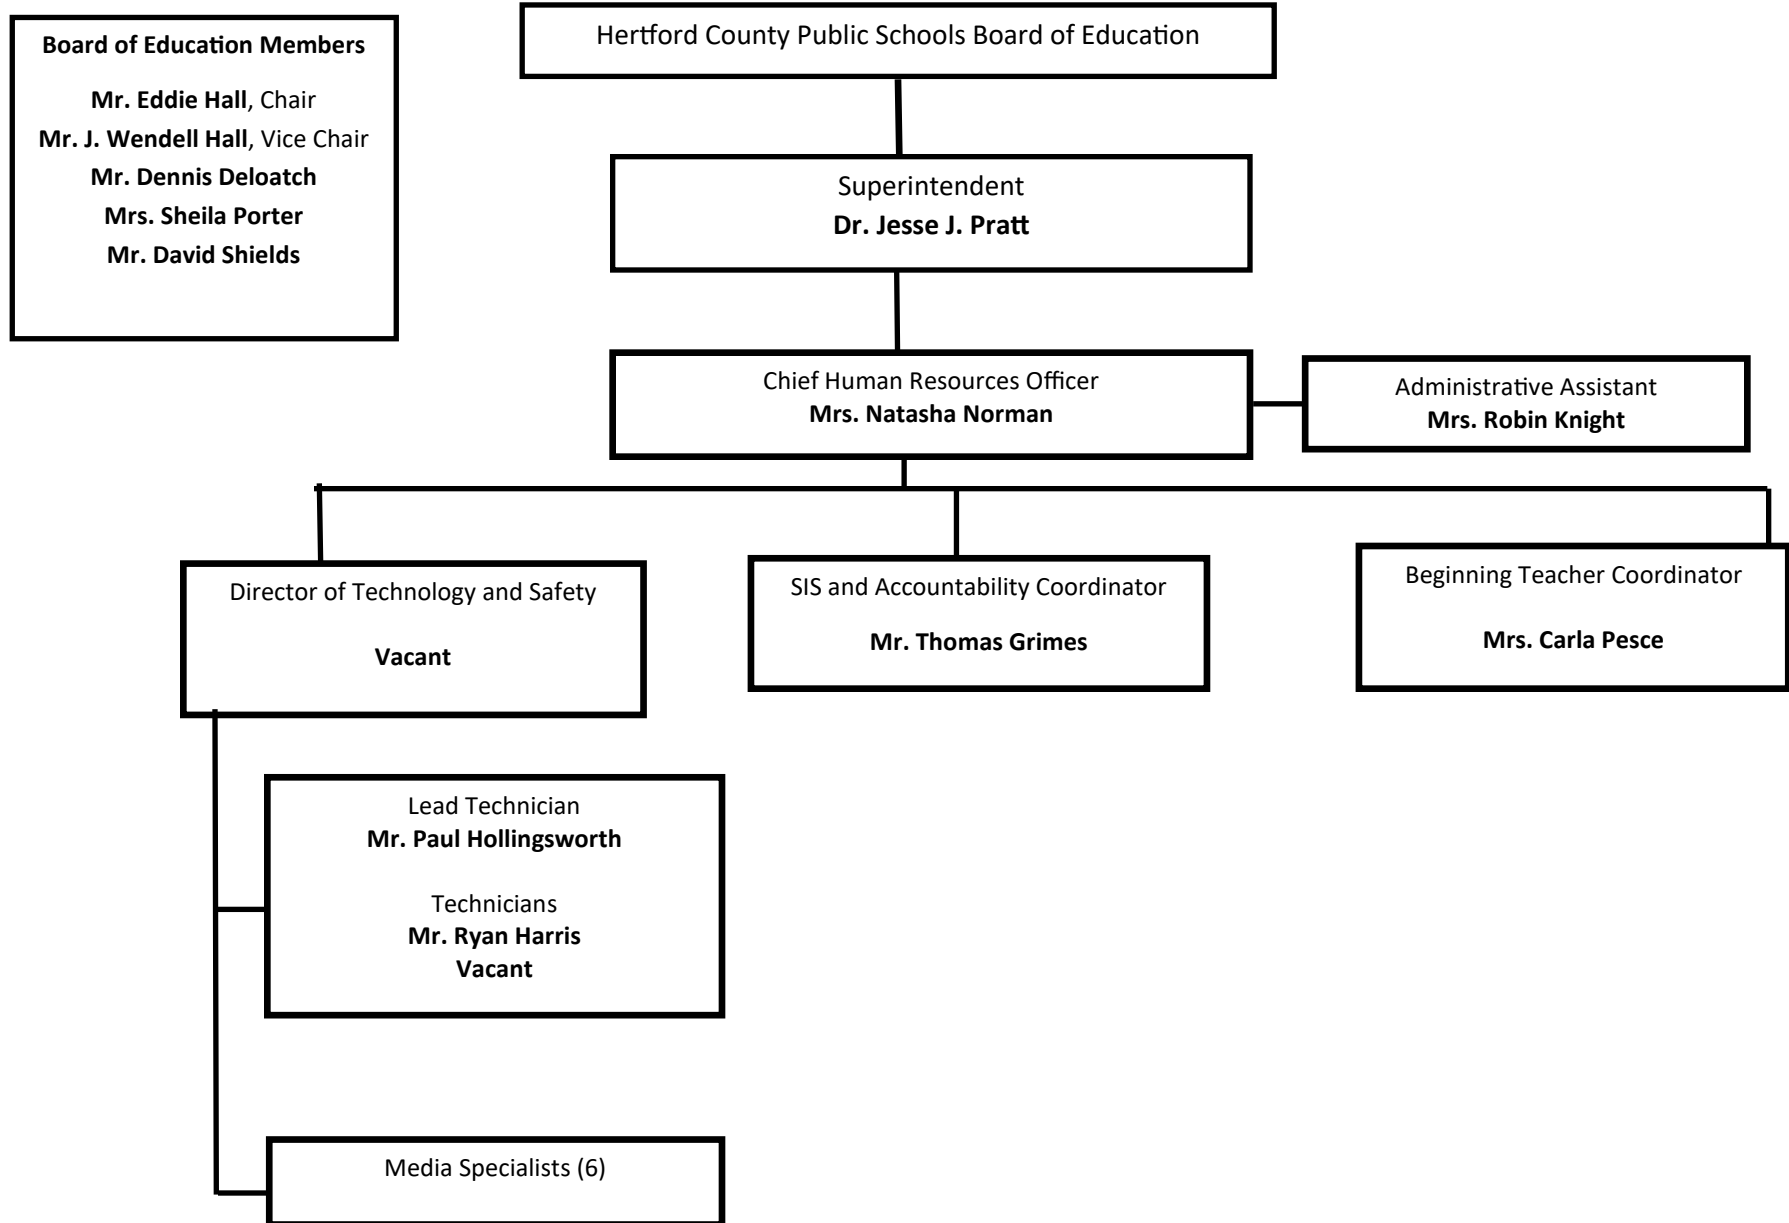 Board of Education Members
Mr. Eddie Hall, Chair
Mr. J. Wendell Hall, Vice Chair
Mr. Dennis Deloatch
Mrs. Sheila Porter
Mr. David Shields
Hertford County Public Schools Board of Education
Superintendent
Dr. Jesse J. Pratt
Chief Human Resources Officer
Mrs. Natasha Norman
Administrative Assistant
Mrs. Robin Knight
Director of Technology and Safety
Vacant
SIS and Accountability Coordinator
Mr. Thomas Grimes
Beginning Teacher Coordinator
Mrs. Carla Pesce
Lead Technician
Mr. Paul Hollingsworth
Technicians
Mr. Ryan Harris
Vacant
Media Specialists (6)